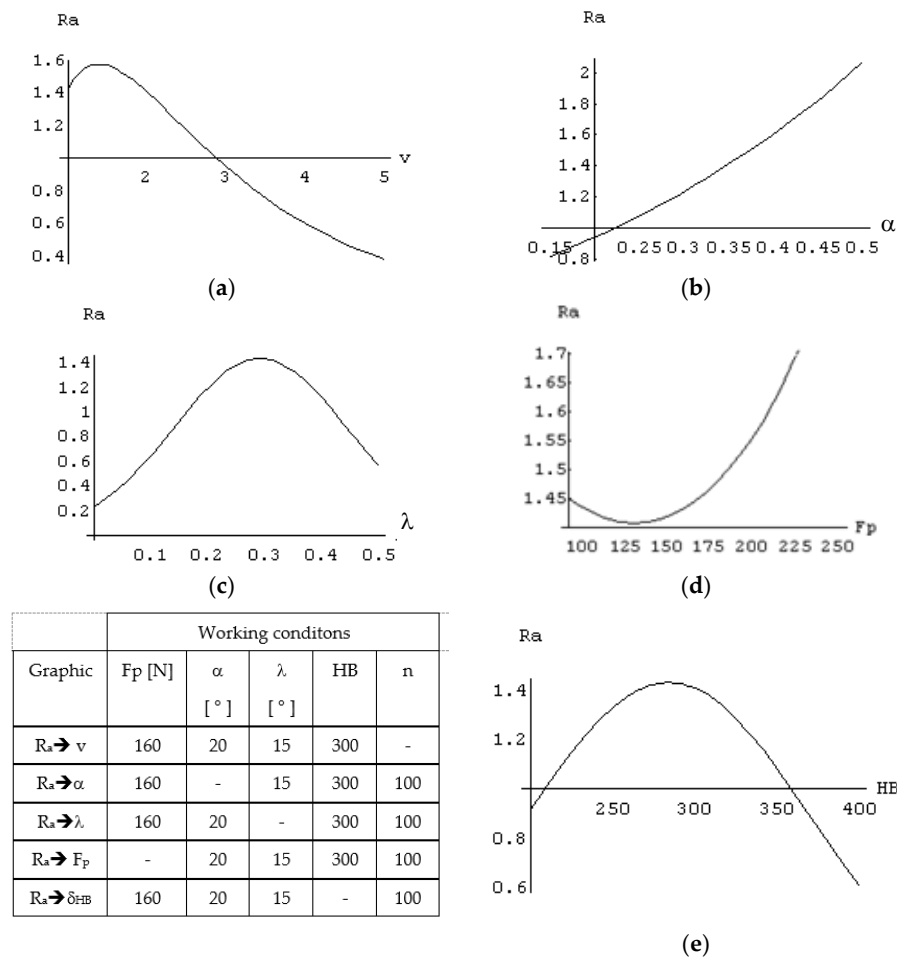 Ra
1.6
1.4
1.2
0.8
0.6
0.4
2 3 4 5
v
(a)
Ra
2
1.8
1.6
1.4
1.2
0.8
0.15 0.25 0.3 0.35 0.4 0.45 0.5
α
(b)
Ra
1.4
1.2
1
0.8
0.6
0.4
0.2
0.1 0.2 0.3 0.4 0.5
λ
(c)
Ra
1.7
1.65
1.6
1.55
1.5
1.45
100 125 150 175 200 225 250
Fp
(d)
Working conditons
Graphic Fp [N] α [°] λ [°] HB n
Ra➔ v 160 20 15 300 -
Ra➔α 160 - 15 300 100
Ra➔λ 160 20 - 300 100
Ra➔ Fp - 20 15 300 100
Ra➔δHB 160 20 15 - 100
Ra
1.4
1.2
0.8
0.6
250 300 350 400
HB
(e)